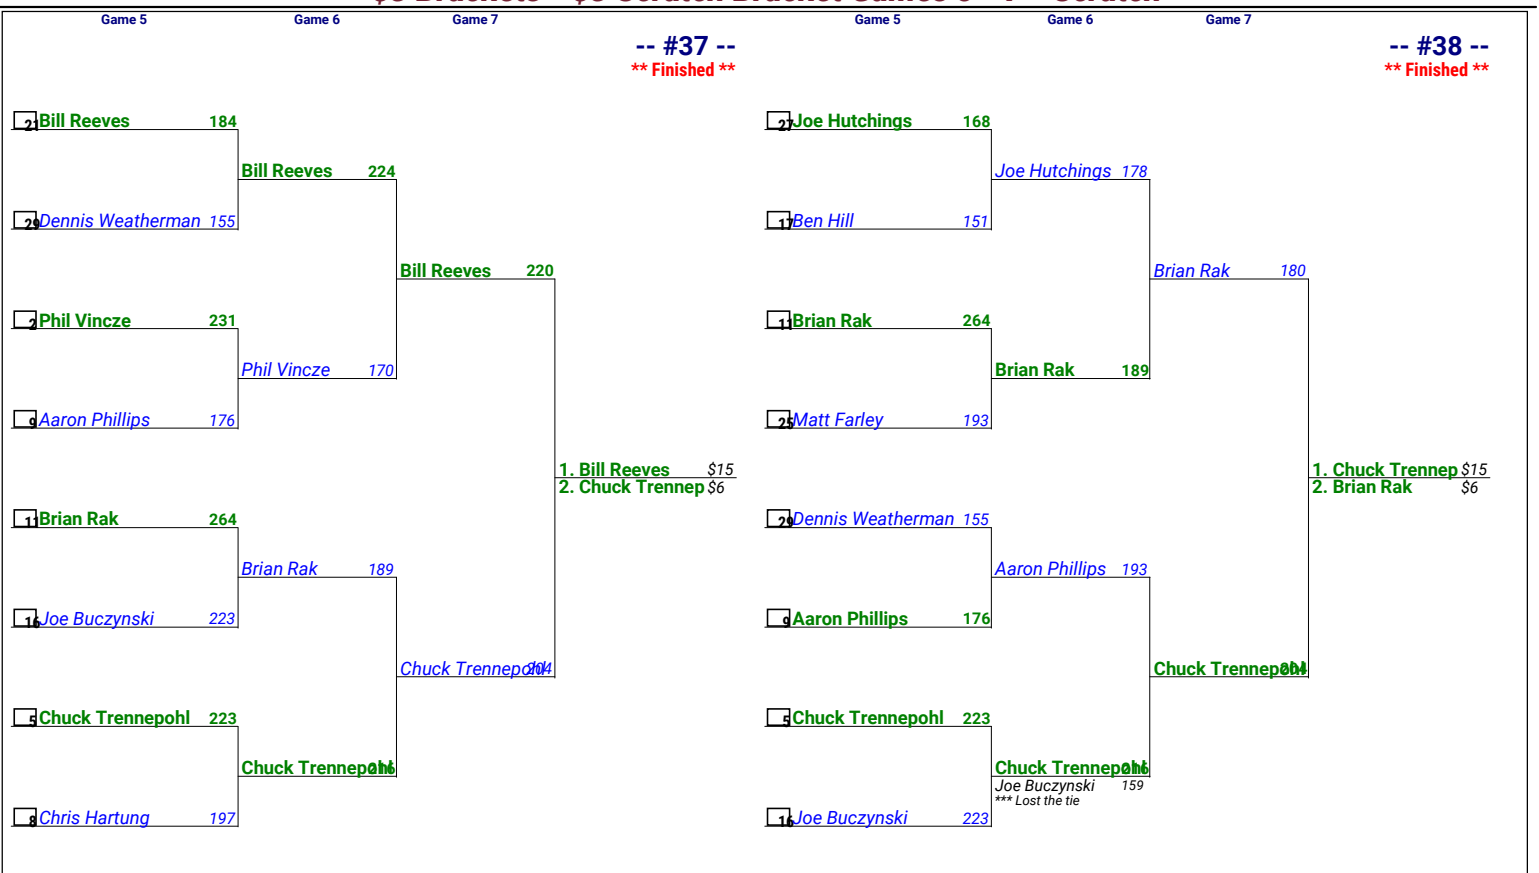 Game 5 Game 6 Game 7 Game 5 Game 6 Game 7
-- #37 --
** Finished **
21 Bill Reeves 184
Bill Reeves 224
29 Dennis Weatherman 155
Bill Reeves 220
2 Phil Vincze 231
Phil Vincze 170
9 Aaron Phillips 176
1. Bill Reeves $15
2. Chuck Trennep $6
11 Brian Rak 264
Brian Rak 189
16 Joe Buczynski 223
Chuck Trennepohl 204
5 Chuck Trennepohl 223
Chuck Trennepohl 216
8 Chris Hartung 197
-- #38 --
** Finished **
27 Joe Hutchings 168
Joe Hutchings 178
17 Ben Hill 151
Brian Rak 180
11 Brian Rak 264
Brian Rak 189
25 Matt Farley 193
1. Chuck Trennep $15
2. Brian Rak $6
29 Dennis Weatherman 155
Aaron Phillips 193
9 Aaron Phillips 176
Chuck Trennepohl 204
5 Chuck Trennepohl 223
Chuck Trennepohl 216
Joe Buczynski 159
*** Lost the tie
16 Joe Buczynski 223